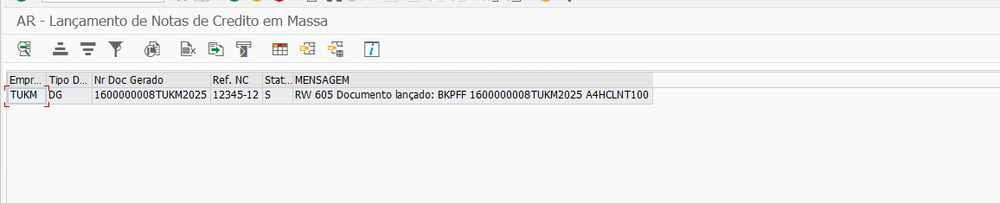 AR - Lançamento de Notas de Credito em Massa
Empr... Tipo D... Nr Doc Gerado Ref. NC Stat... MENSAGEM
TUKM DG 1600000008TUKM2025 12345-12 S RW 605 Documento lançado: BKPFF 1600000008TUKM2025 A4HCLNT100